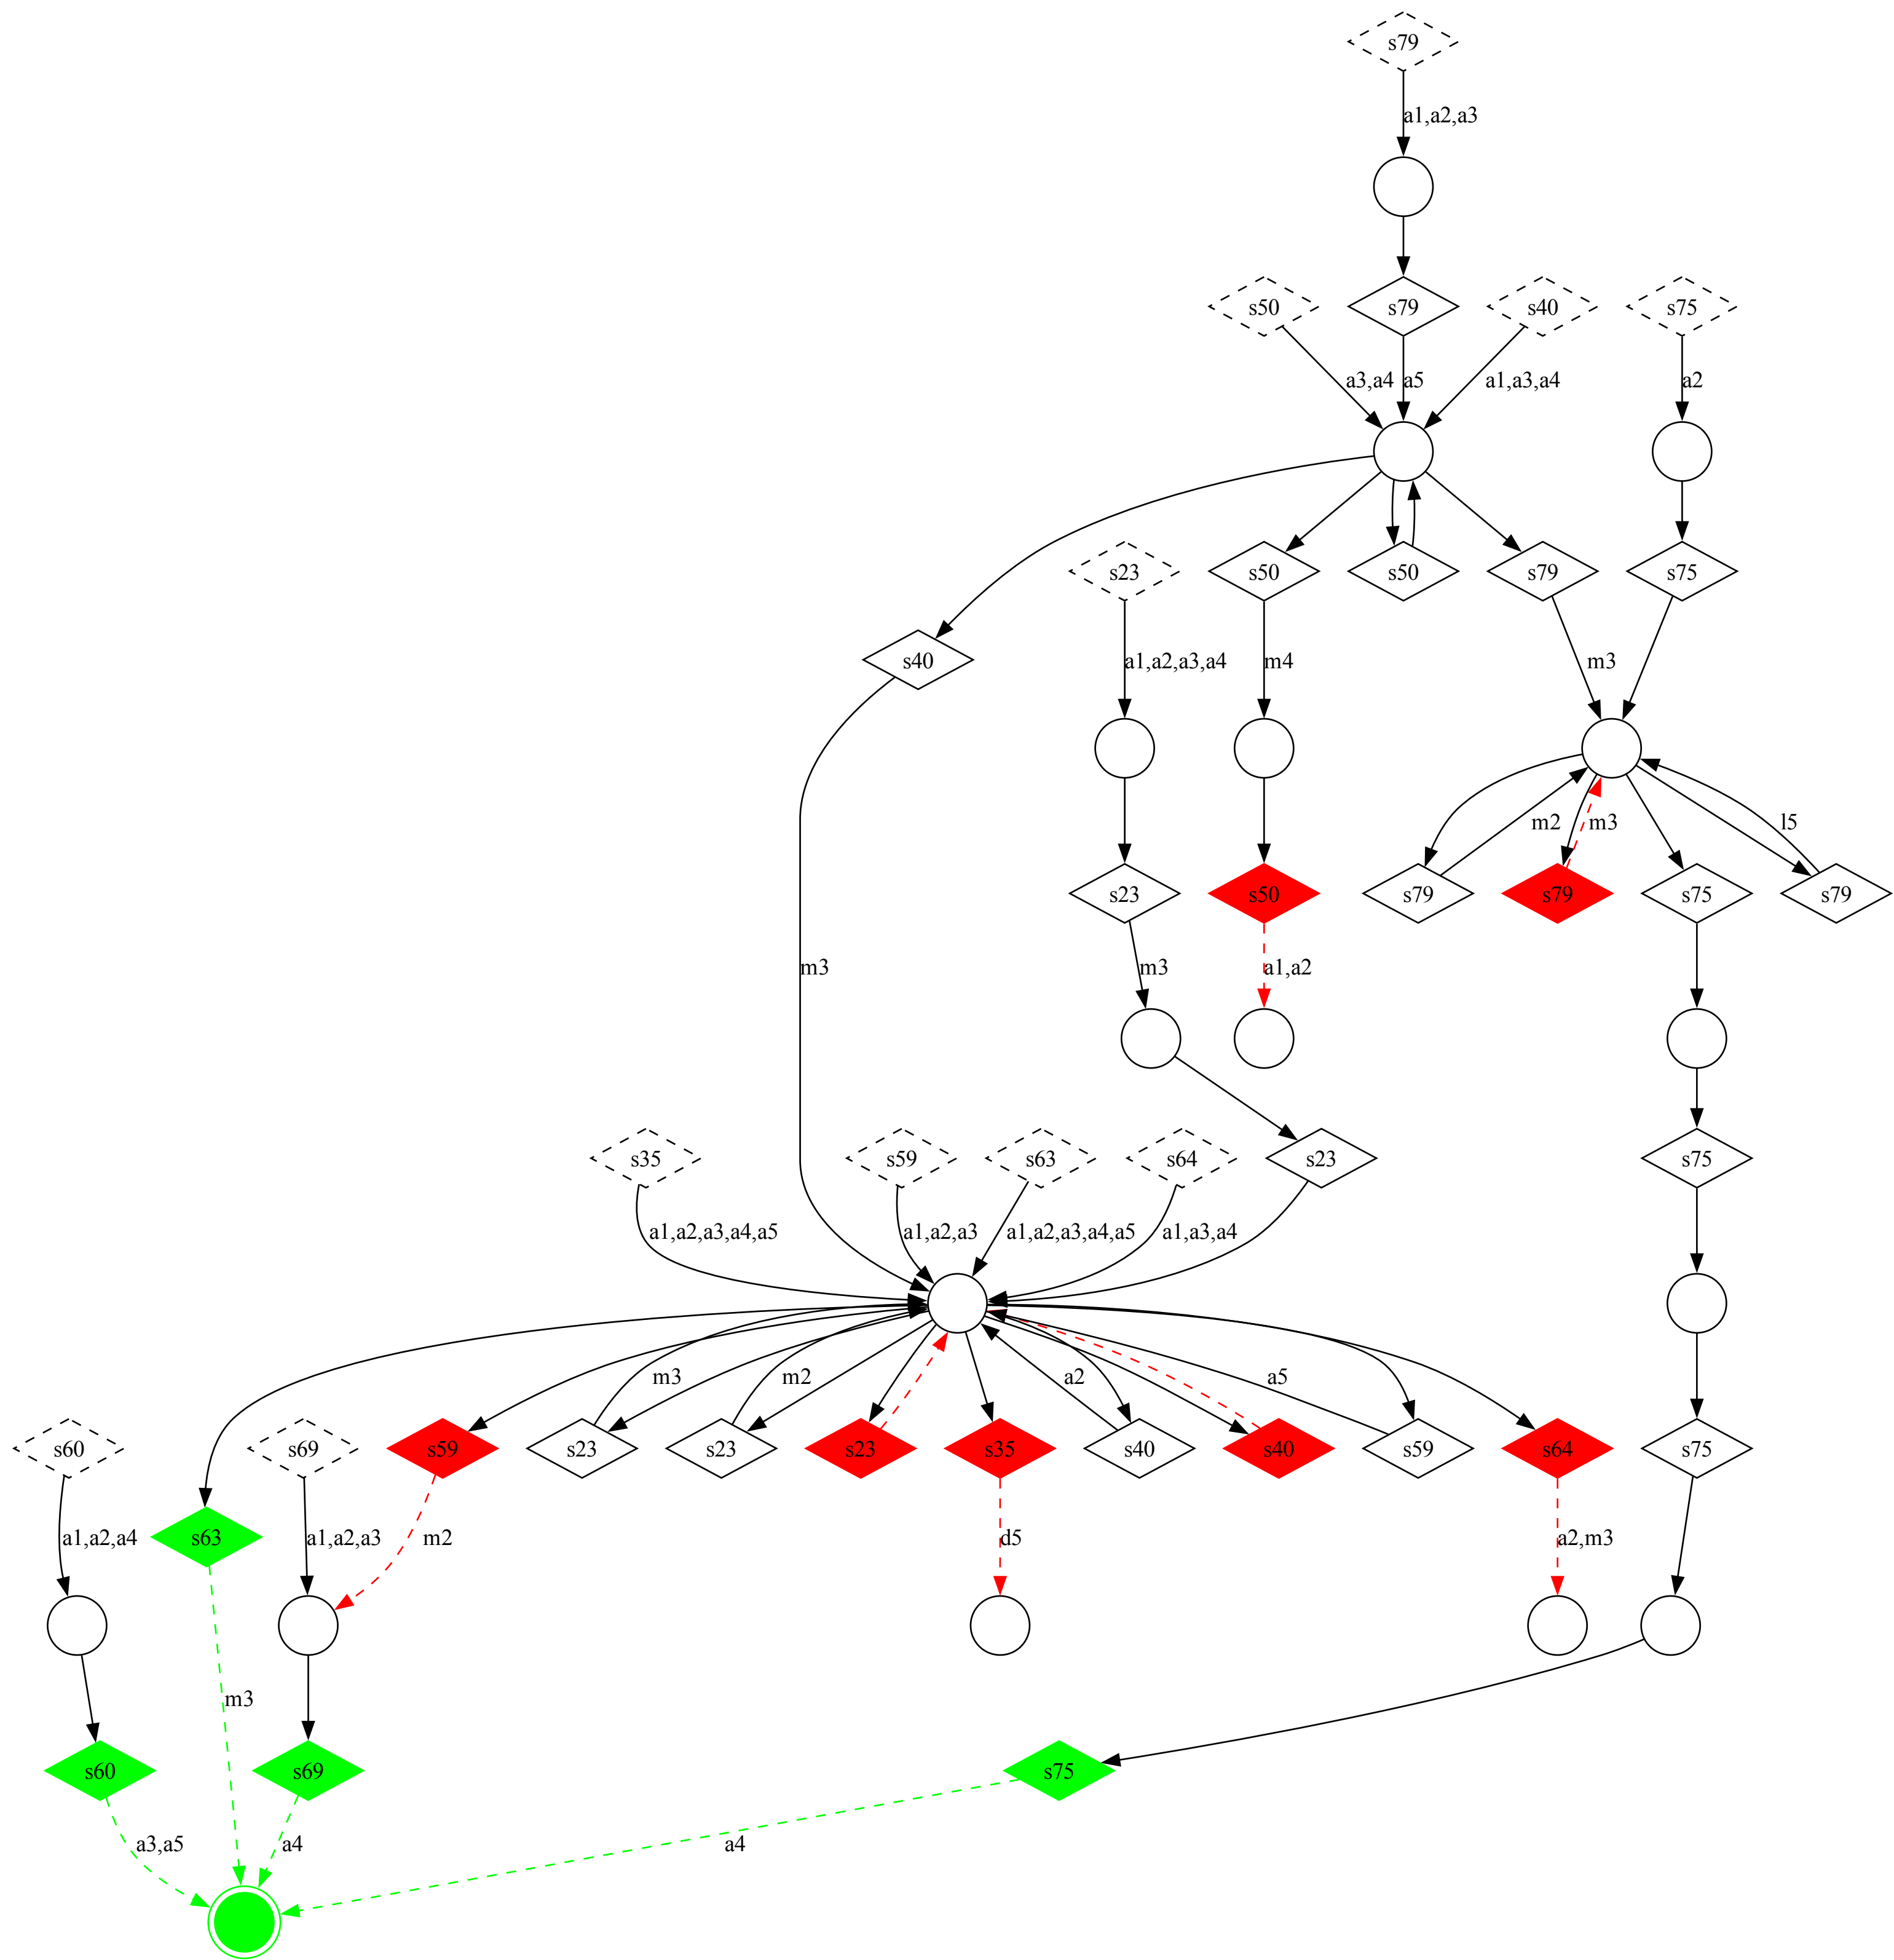 s79
a1,a2,a3
s50
s79
s40
s75
a3,a4
a5
a1,a3,a4
a2
s23
s50
s50
s79
s75
s40
a1,a2,a3,a4
m4
m3
m2
m3
l5
s23
s50
s79
s79
s75
s79
m3
m3
a1,a2
s35
s59
s63
s64
s23
s75
a1,a2,a3,a4,a5
a1,a2,a3
a1,a2,a3,a4,a5
a1,a3,a4
m3
m2
a2
a5
s60
s69
s59
s23
s23
s23
s35
s40
s40
s59
s64
s75
a1,a2,a4
s63
a1,a2,a3
m2
d5
a2,m3
m3
s60
s69
s75
a3,a5
a4
a4